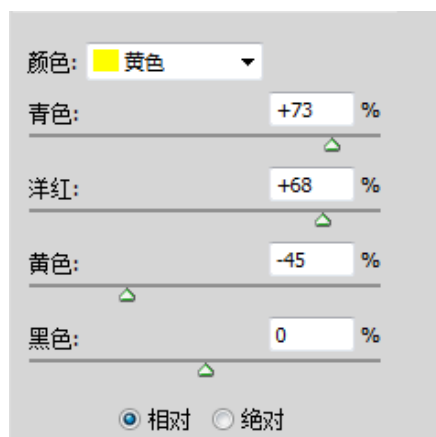 颜色: 黄色
青色: +73 %
洋红: +68 %
黄色: -45 %
黑色: 0 %
相对 绝对